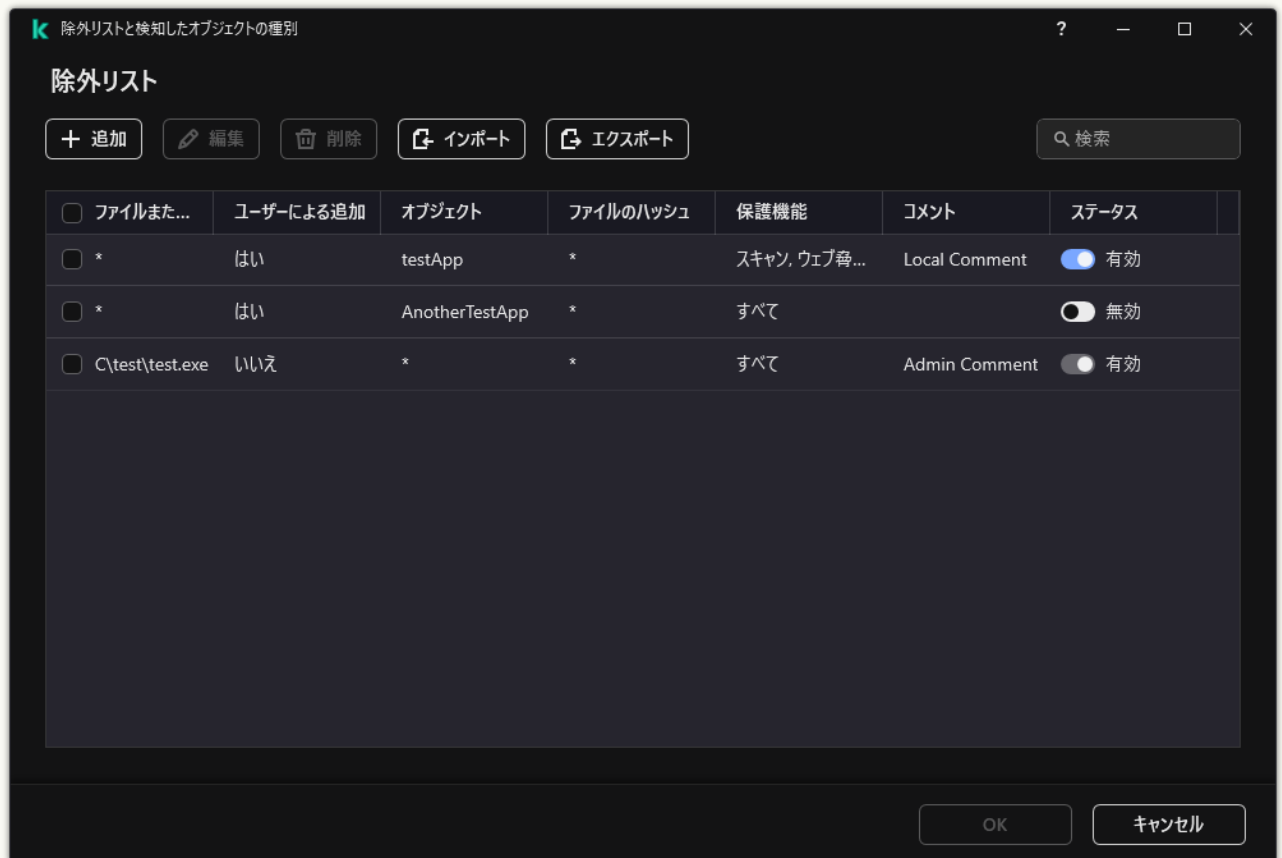 除外リストと検知したオブジェクトの種別 ?
除外リスト
追加 編集 削除 インポート エクスポート 検索
ファイルまた... ユーザーによる追加 オブジェクト ファイルのハッシュ 保護機能 コメント ステータス
* はい testApp * スキャン, ウェブ脅... Local Comment 有効
* はい AnotherTestApp * すべて 無効
C\test\test.exe いいえ * * すべて Admin Comment 有効
OK キャンセル